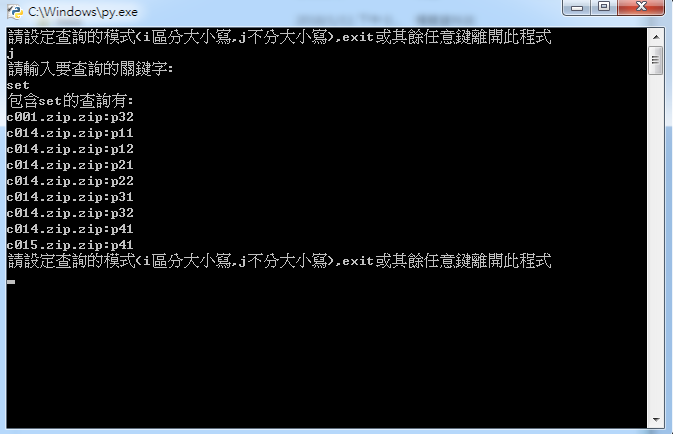 C:\Windows\py.exe
請設定查詢的模式(i區分大小寫,j不分大小寫),exit或其餘任意鍵離開此程式
j
請輸入要查詢的關鍵字:
set
包含set的查詢有:
c001.zip.zip:p32
c014.zip.zip:p11
c014.zip.zip:p12
c014.zip.zip:p21
c014.zip.zip:p22
c014.zip.zip:p31
c014.zip.zip:p32
c014.zip.zip:p41
c015.zip.zip:p41
請設定查詢的模式(i區分大小寫,j不分大小寫),exit或其餘任意鍵離開此程式